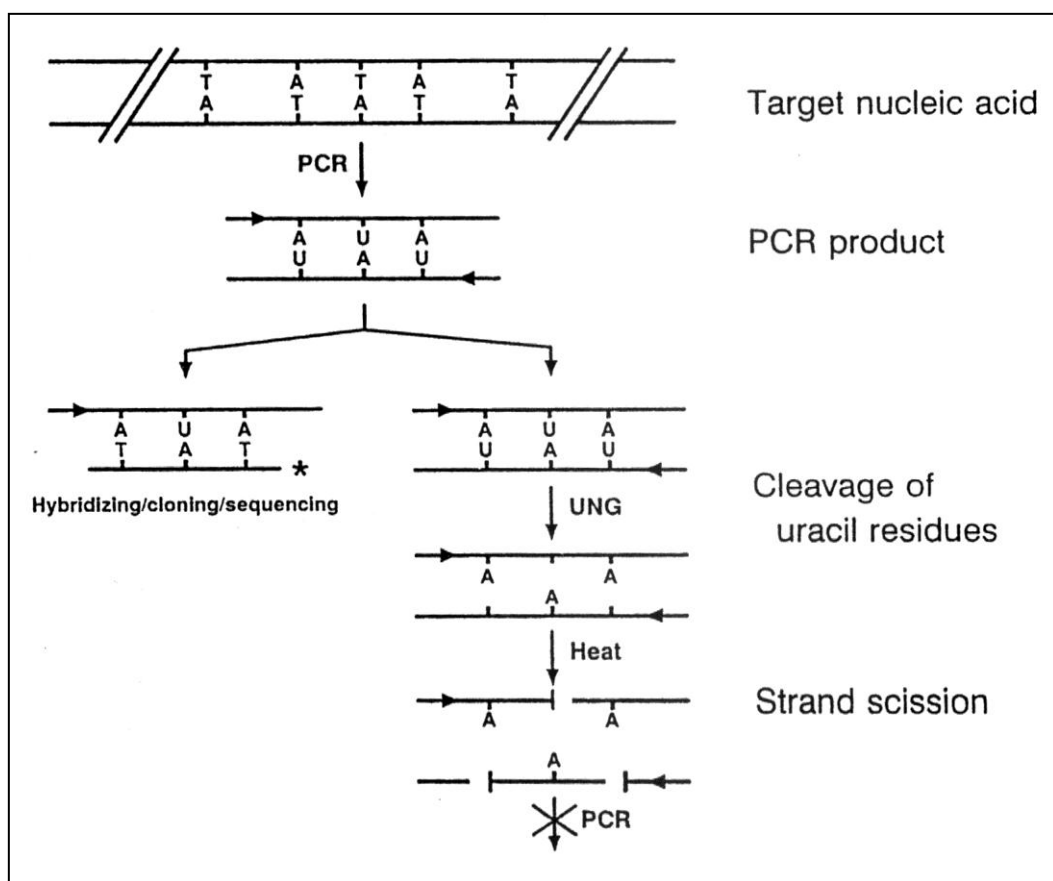 T A T A T
A T A T A
Target nucleic acid
PCR
A U A
U A U
PCR product
A U A
T A T
*
Hybridizing/cloning/sequencing
A U A
U A U
Cleavage of
uracil residues
UNG
A A
A
Heat
Strand scission
A A
A
PCR